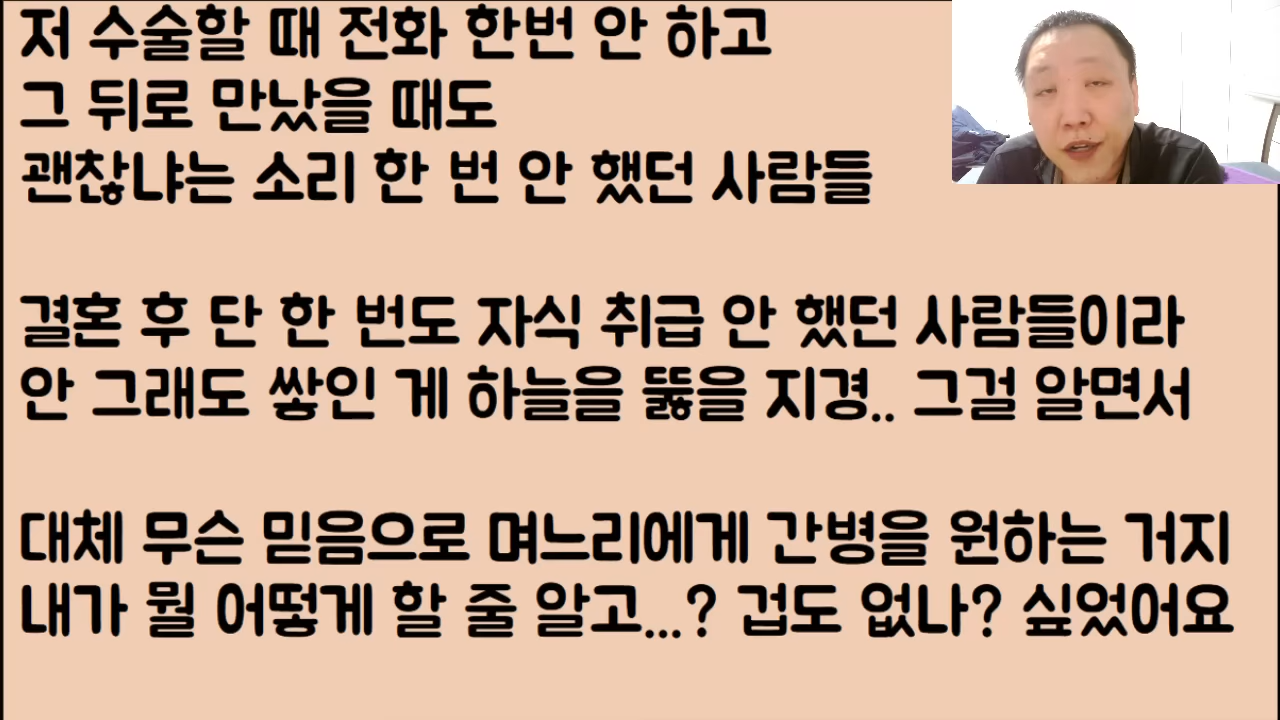 저 수술할 때 전화 한번 안 하고
그 뒤로 만났을 때도
괜찮냐는 소리 한 번 안 했던 사람들
결혼 후 단 한 번도 자식 취급 안 했던 사람들이라
안 그래도 쌓인 게 하늘을 뚫을 지경.. 그걸 알면서
대체 무슨 믿음으로 며느리에게 간병을 원하는 거지
내가 뭘 어떻게 할 줄 알고...? 겁도 없나? 싶었어요